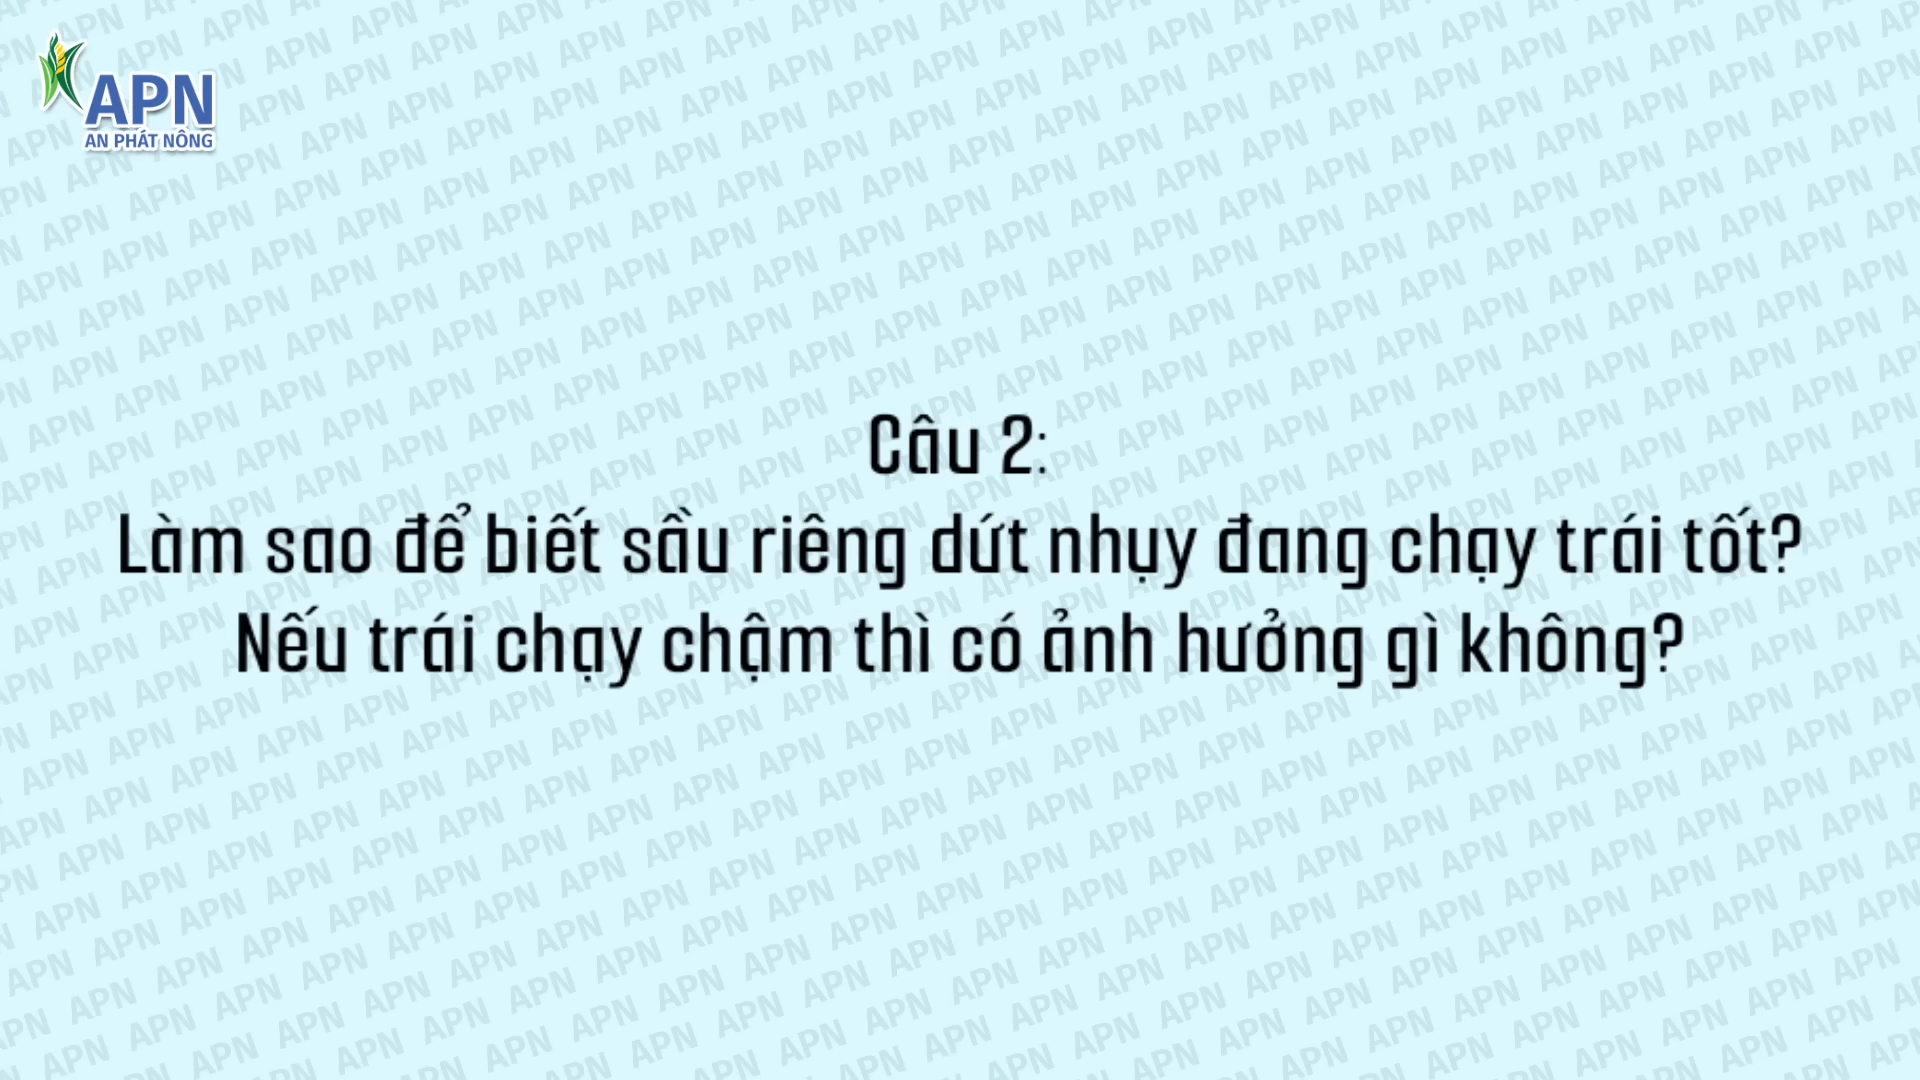 APN
AN PHÁT NÔNG
Câu 2:
Làm sao để biết sầu riêng dứt nhụy đang chạy trái tốt?
Nếu trái chạy chậm thì có ảnh hưởng gì không?